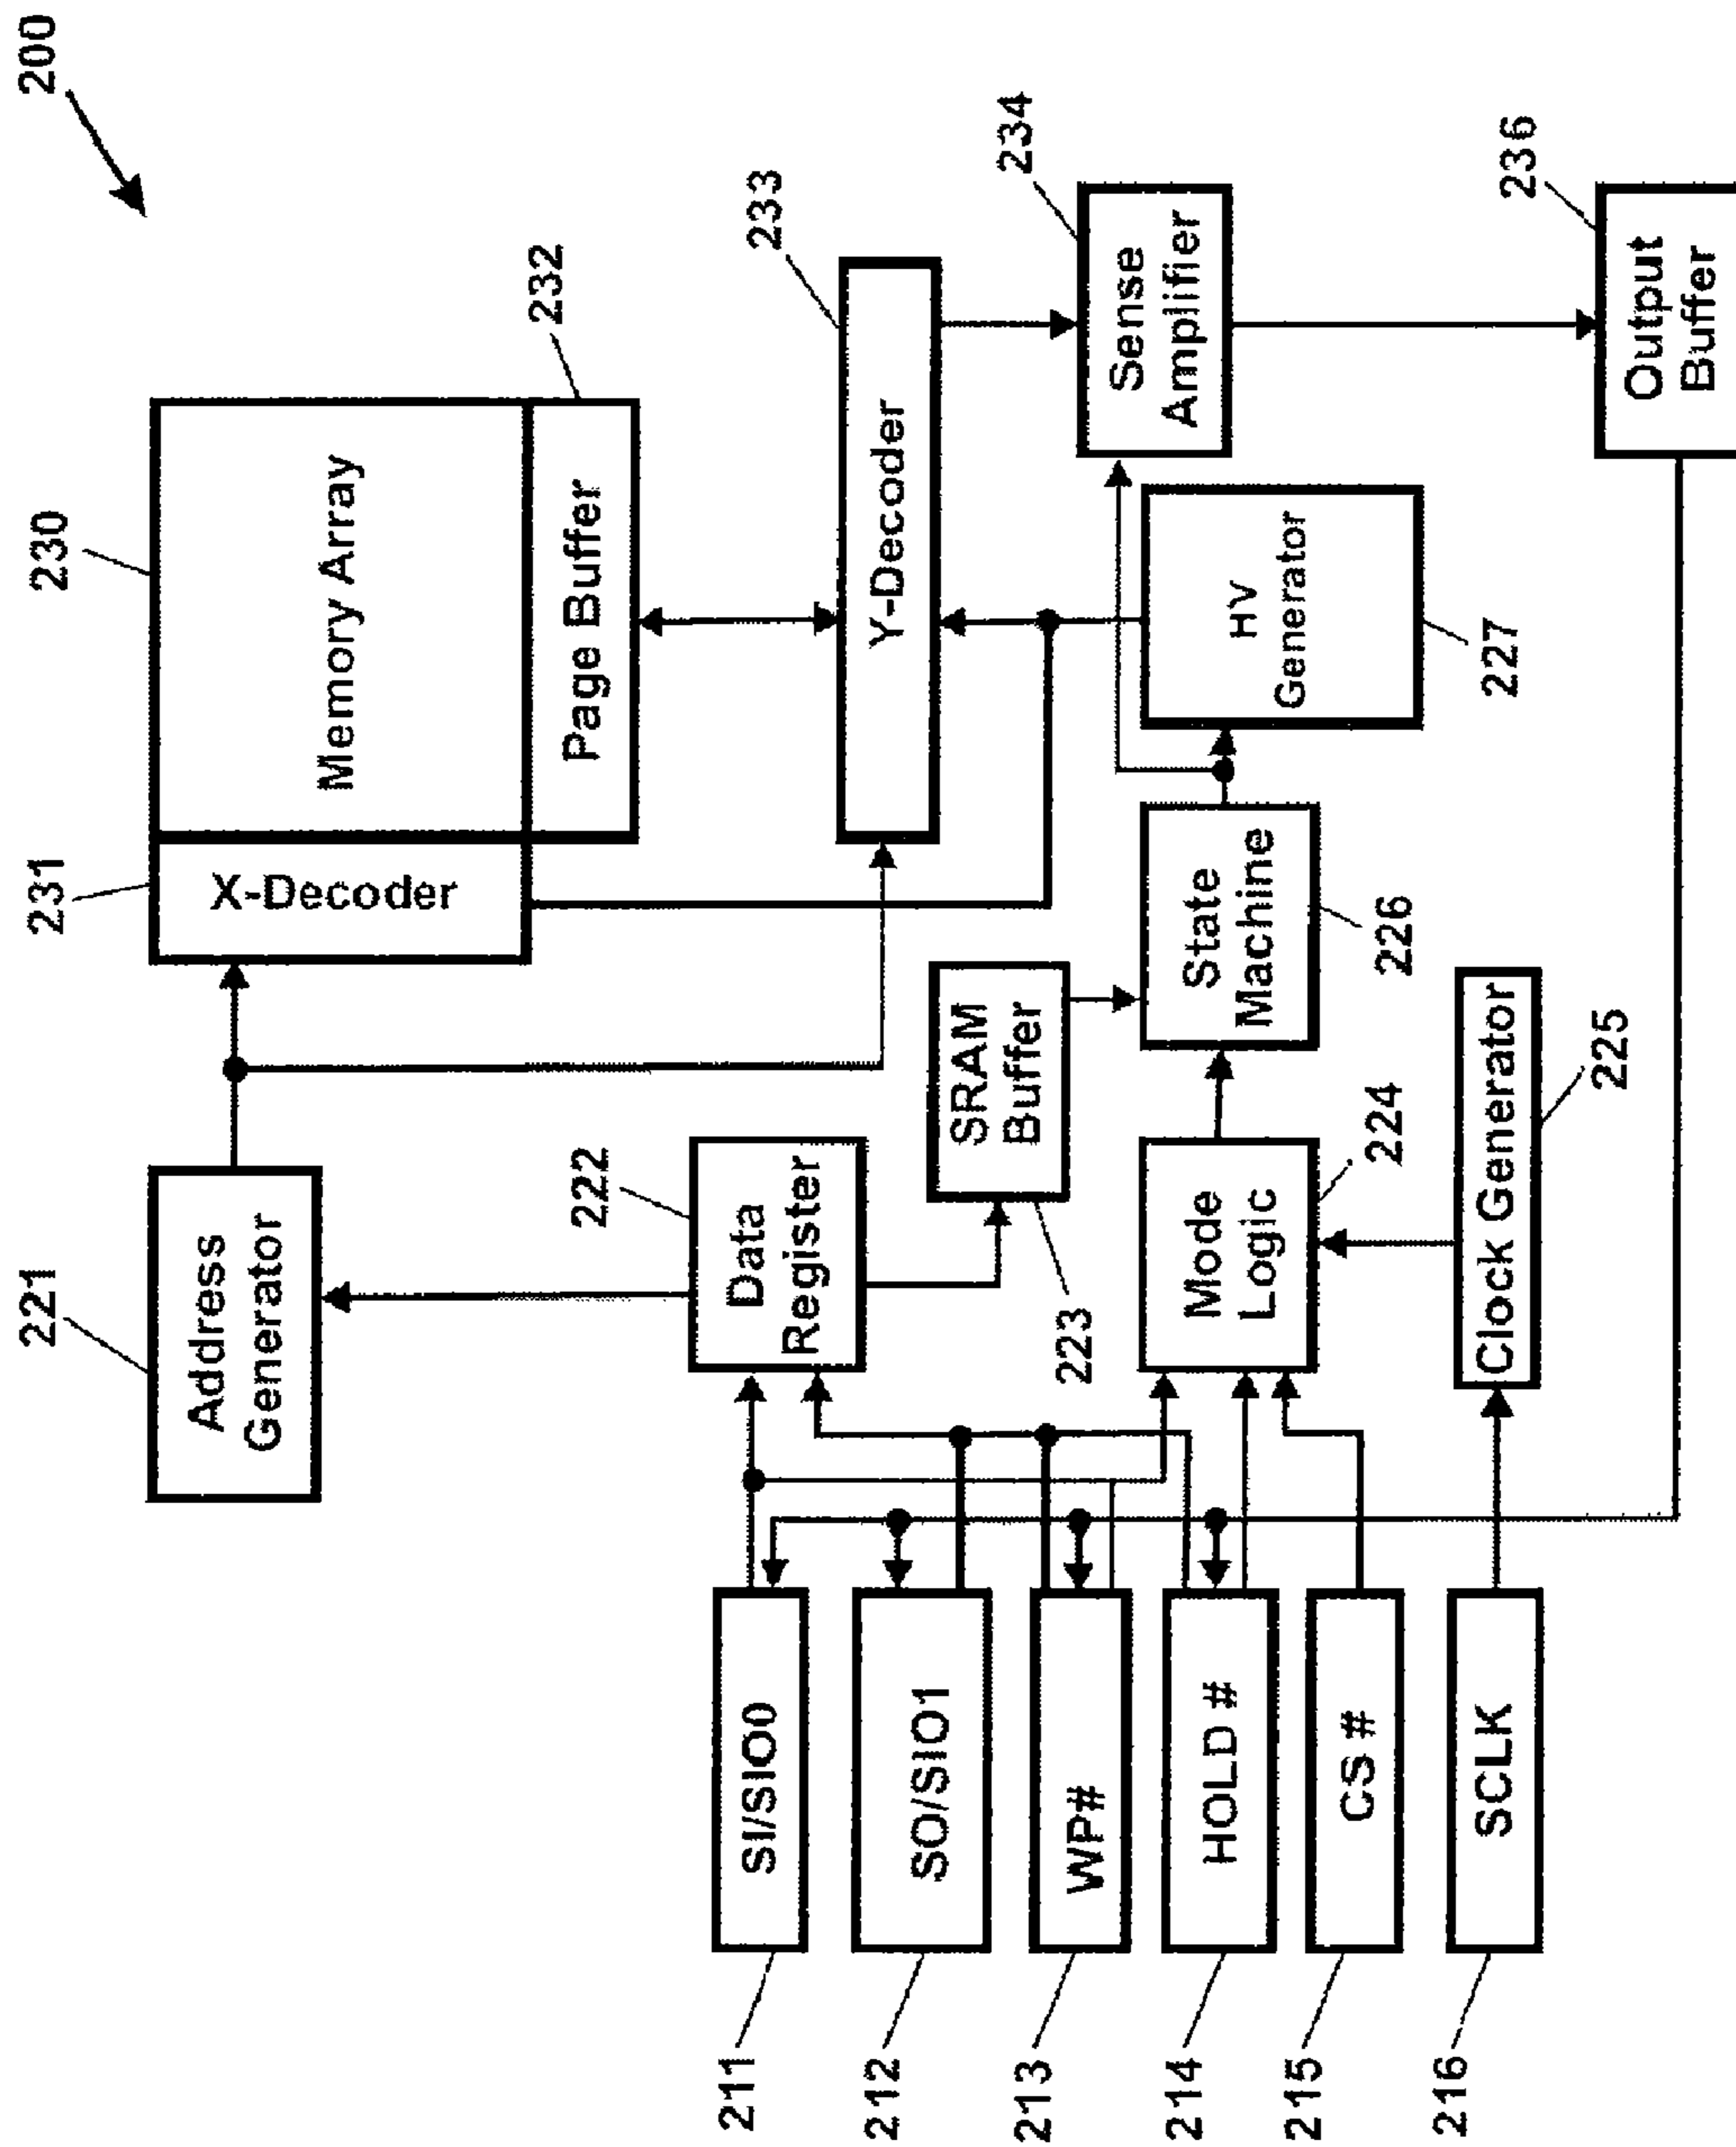 200
230
Memory Array
231
X-Decoder
Page Buffer
232
221
Address
Generator
222
Data
Register
Y-Decoder
233
SRAM
Buffer
223
Sense
Amplifier
234
SI/SIO0
211
SO/SIO1
212
WP#
213
HOLD #
214
CS #
215
SCLK
216
Mode
Logic
224
State
Machine
226
HV
Generator
227
Clock Generator
225
Output
Buffer
236